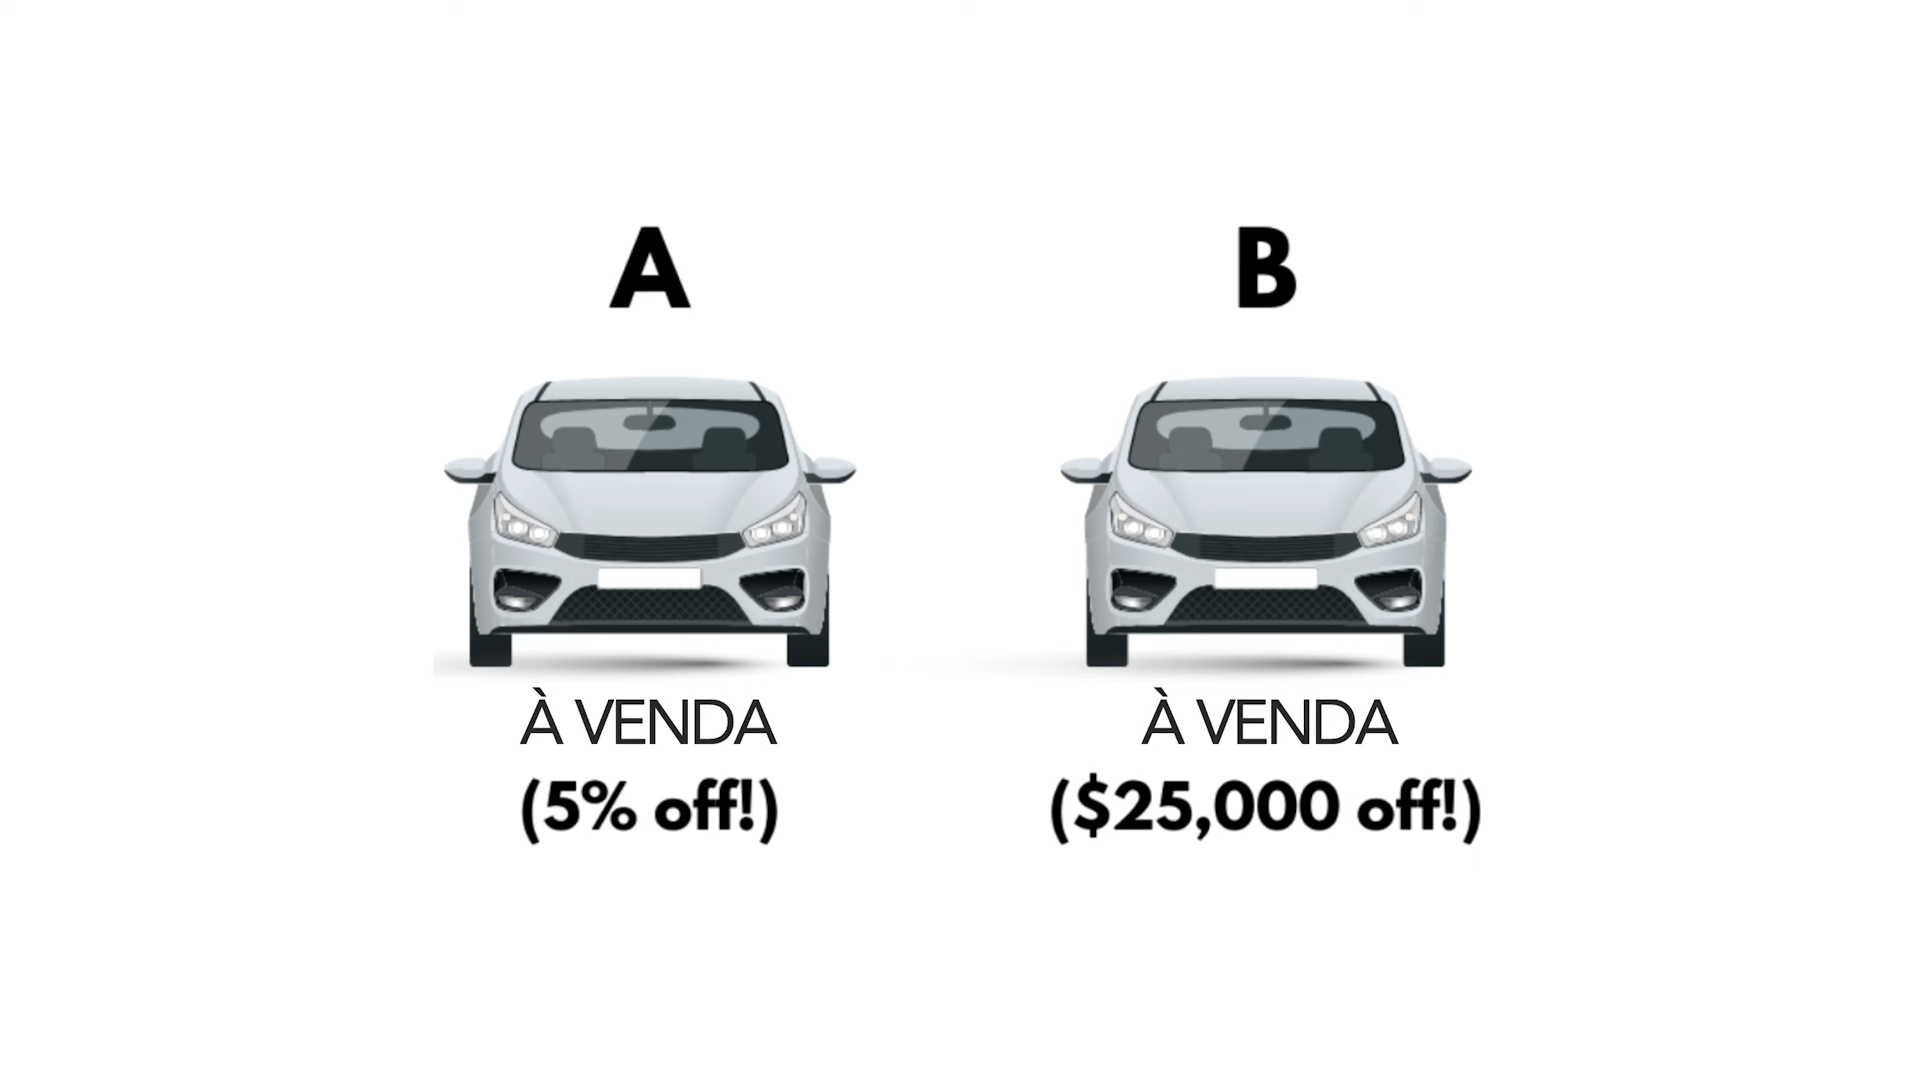 A
B
À VENDA
À VENDA
(5% off!)
($25,000 off!)